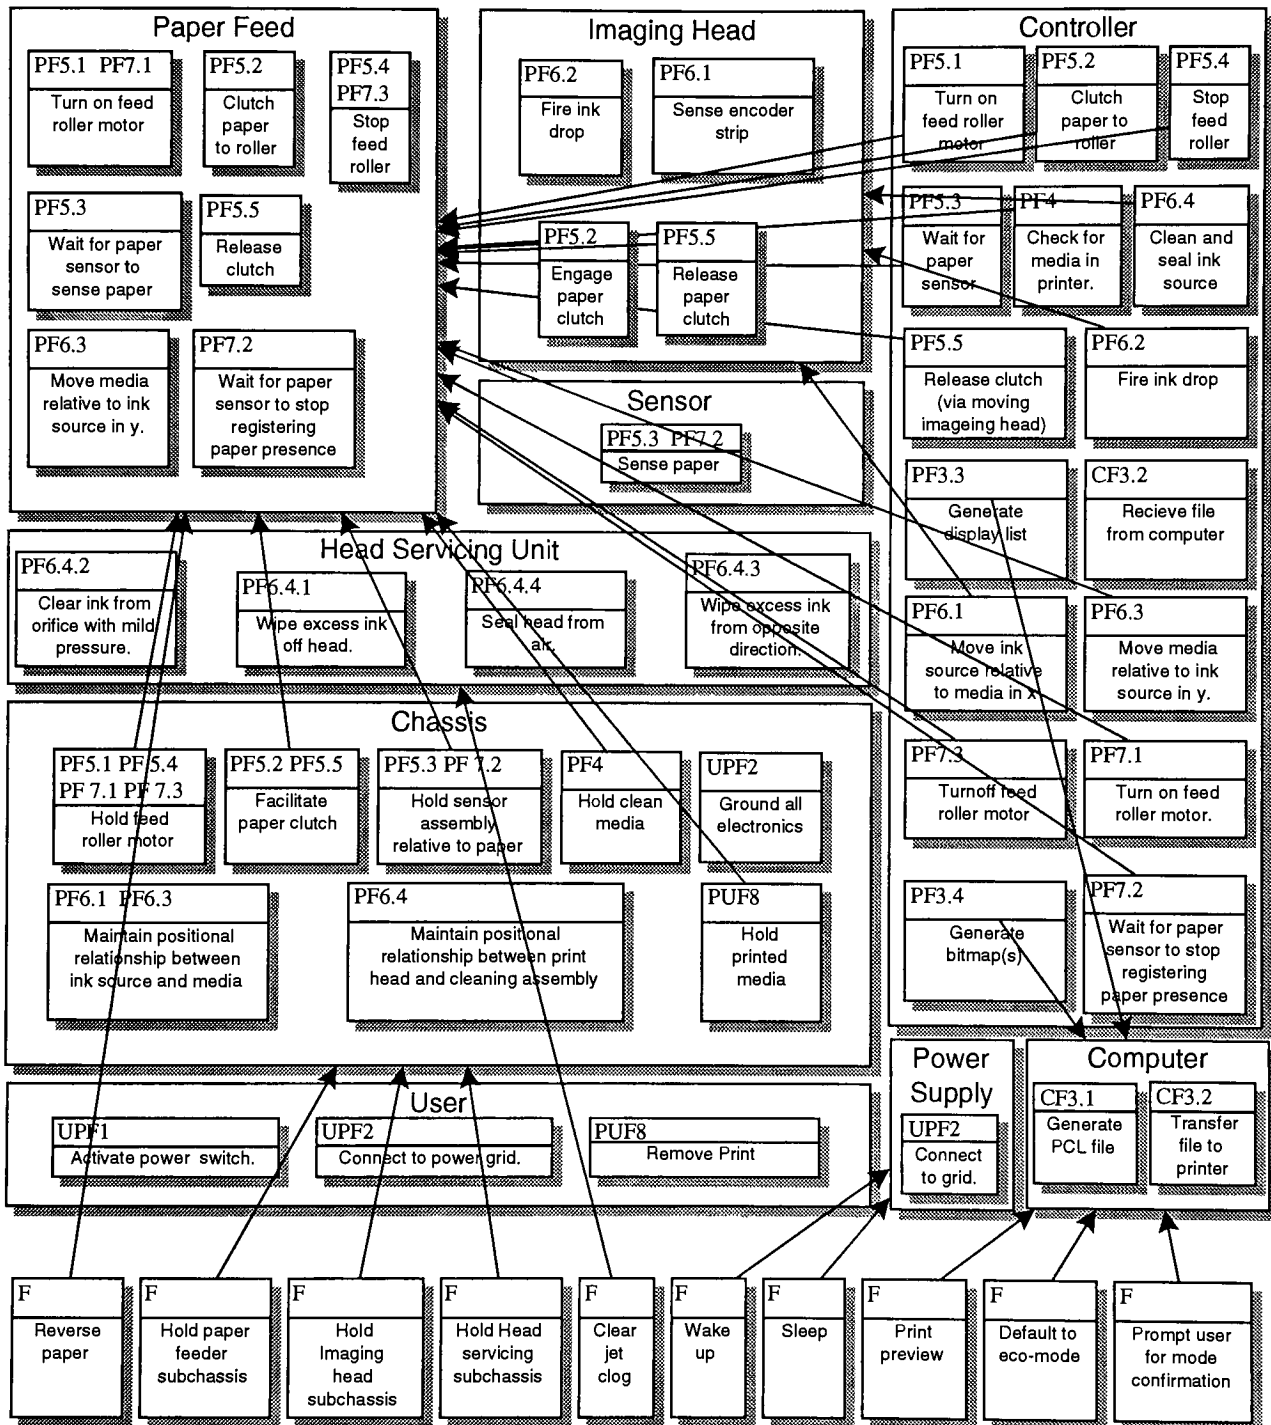 Paper Feed
PF5.1 PF7.1
Turn on feed
roller motor
PF5.2
Clutch
paper
to roller
PF5.4
PF7.3
Stop
feed
roller
PF5.3
Wait for paper
sensor to
sense paper
PF5.5
Release
clutch
PF6.3
Move media
relative to ink
source in y.
PF7.2
Wait for paper
sensor to stop
registering
paper presence
Imaging Head
PF6.2
Fire ink
drop
PF6.1
Sense encoder
strip
PF5.2
Engage
paper
clutch
PF5.5
Release
paper
clutch
Sensor
PF5.3 PF7.2
Sense paper
Controller
PF5.1
Turn on
feed roller
motor
PF5.2
Clutch
paper to
roller
PF5.4
Stop
feed
roller
PF5.3
Wait for
paper
sensor
PF4
Check for
media in
printer.
PF6.4
Clean and
seal ink
source
PF5.5
Release clutch
(via moving
imageing head)
PF6.2
Fire ink drop
PF3.3
Generate
display list
CF3.2
Recieve file
from computer
PF6.1
Move ink
source relative
to media in x
PF6.3
Move media
relative to ink
source in y.
PF7.3
Turnoff feed
roller motor
PF7.1
Turn on feed
roller motor.
PF3.4
Generate
bitmap(s)
PF7.2
Wait for paper
sensor to stop
registering
paper presence
Head Servicing Unit
PF6.4.2
Clear ink from
orifice with mild
pressure.
PF6.4.1
Wipe excess ink
off head.
PF6.4.4
Seal head from
air.
PF6.4.3
Wipe excess ink
from opposite
direction.
Chassis
PF5.1 PF5.4
PF 7.1 PF 7.3
Hold feed
roller motor
PF5.2 PF5.5
Facilitate
paper clutch
PF5.3 PF 7.2
Hold sensor
assembly
relative to paper
PF4
Hold clean
media
UPF2
Ground all
electronics
PF6.1 PF6.3
Maintain positional
relationship between
ink source and media
PF6.4
Maintain positional
relationship between print
head and cleaning assembly
PUF8
Hold
printed
media
User
UPF1
Activate power switch.
UPF2
Connect to power grid.
PUF8
Remove Print
Power
Supply
UPF2
Connect
to grid.
Computer
CF3.1
Generate
PCL file
CF3.2
Transfer
file to
printer
F
Reverse
paper
F
Hold paper
feeder
subchassis
F
Hold
Imaging
head
subchassis
F
Hold Head
servicing
subchassis
F
Clear
jet
clog
F
Wake
up
F
Sleep
F
Print
preview
F
Default to
eco-mode
F
Prompt user
for mode
confirmation